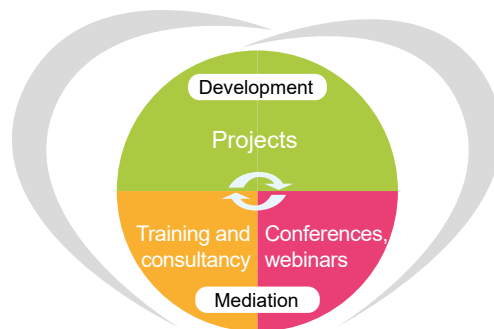 Development
Projects
Training and
consultancy
Conferences,
webinars
Mediation